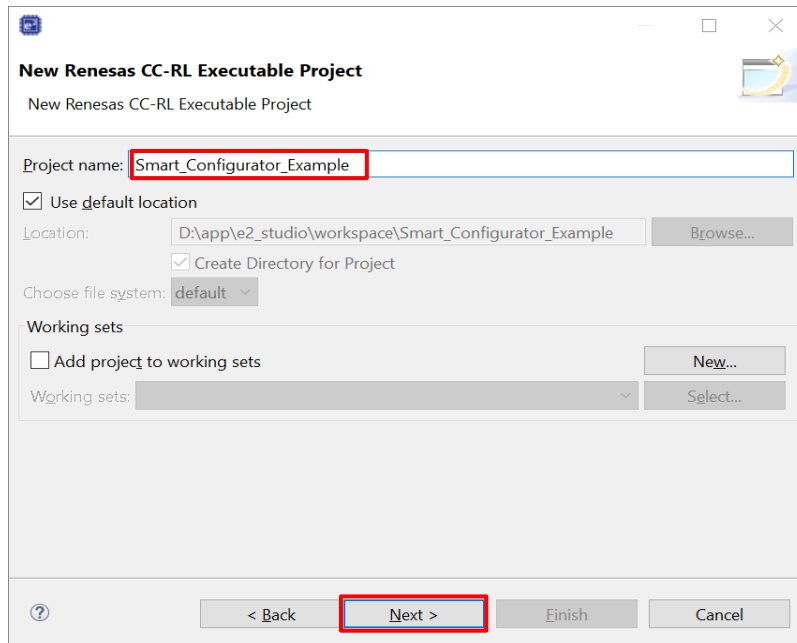 New Renesas CC-RL Executable Project
New Renesas CC-RL Executable Project
Project name: Smart_Configurator_Example
Use default location
Location: D:\app\e2_studio\workspace\Smart_Configurator_Example Browse...
Create Directory for Project
Choose file system: default
Working sets
Add project to working sets New...
Working sets: Select...
< Back Next > Finish Cancel